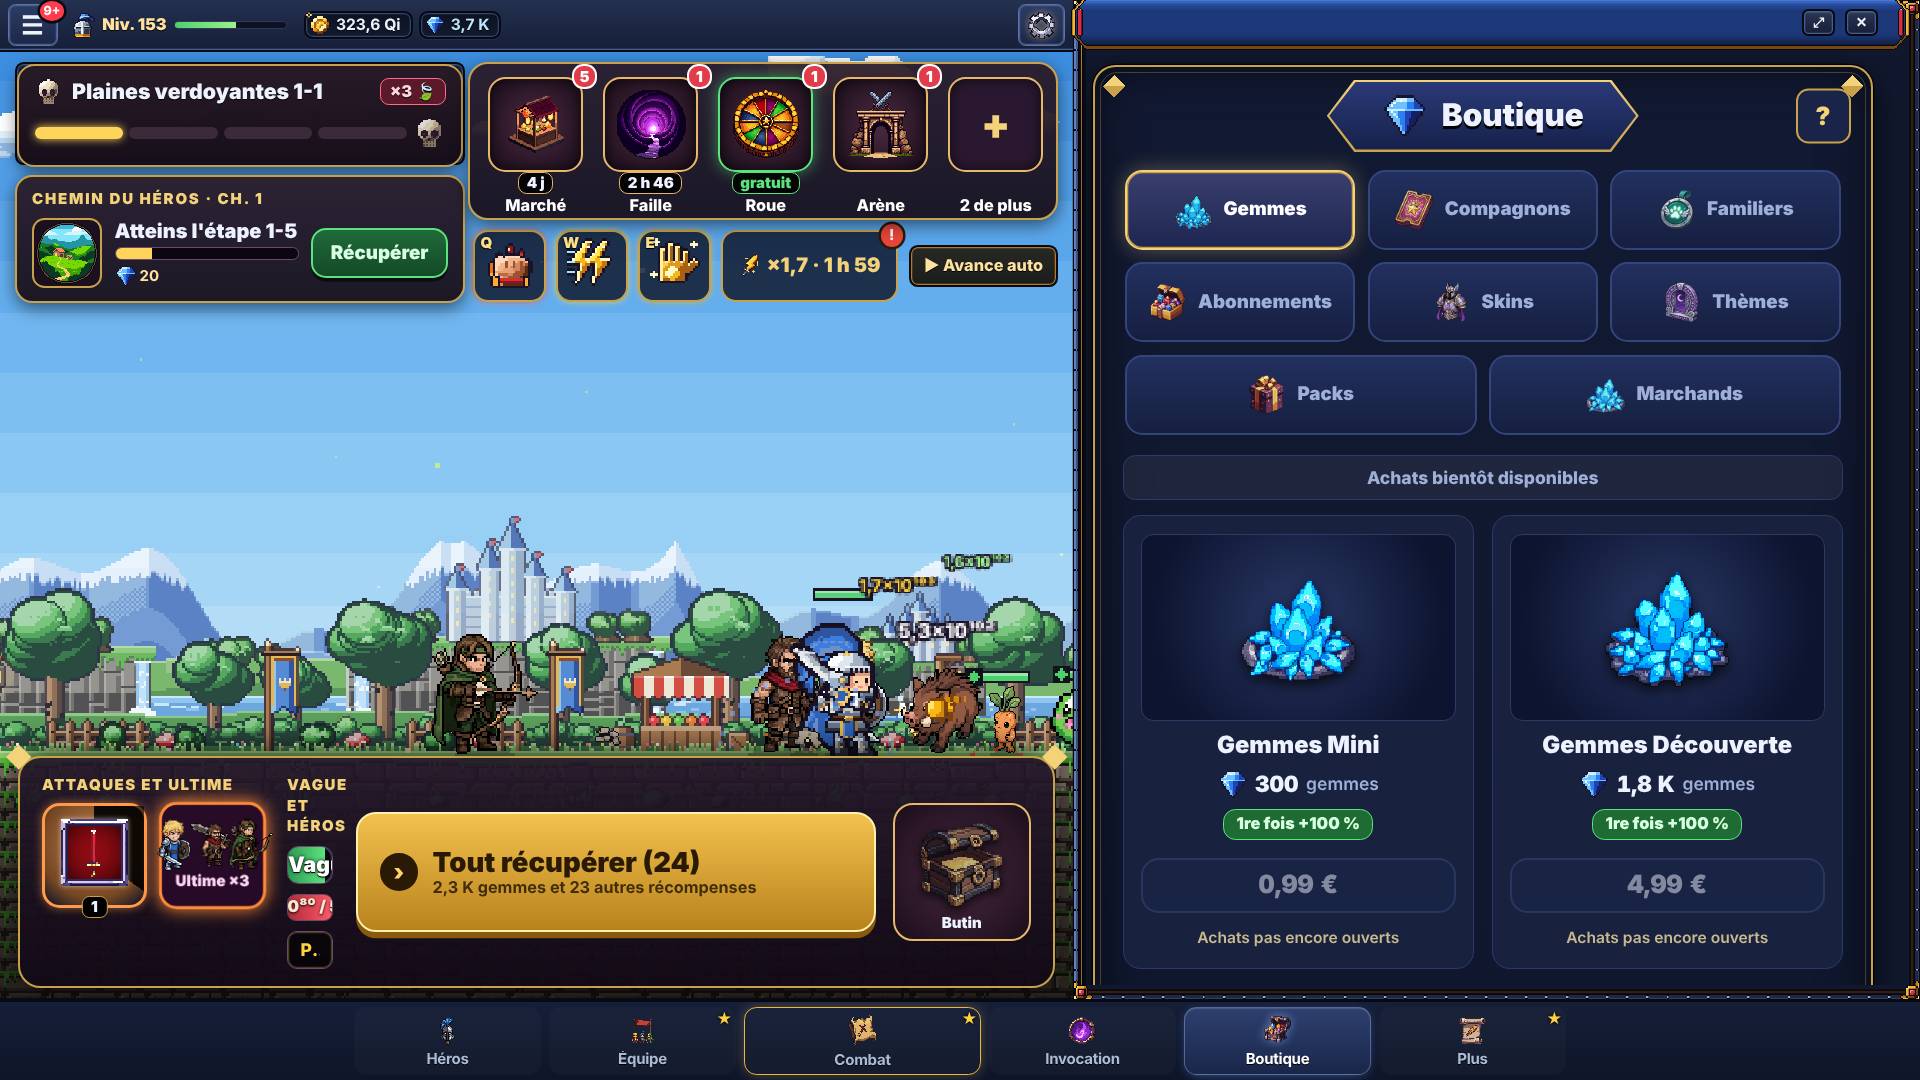 9+
Niv. 153
323,6 Qi
3,7 K
Plaines verdoyantes 1-1
×3
CHEMIN DU HÉROS · CH. 1
Atteins l'étape 1-5
20
Récupérer
5
1
1
1
4 j
2 h 46
gratuit
Marché
Faille
Roue
Arène
2 de plus
Q
W
E
×1,7 · 1 h 59
!
Avance auto
ATTAQUES ET ULTIME
1
Ultime ×3
VAGUE
ET
HÉROS
Vag
P.
Tout récupérer (24)
2,3 K gemmes et 23 autres récompenses
Butin
Boutique
?
Gemmes
Compagnons
Familiers
Abonnements
Skins
Thèmes
Packs
Marchands
Achats bientôt disponibles
Gemmes Mini
300 gemmes
1re fois +100 %
0,99 €
Achats pas encore ouverts
Gemmes Découverte
1,8 K gemmes
1re fois +100 %
4,99 €
Achats pas encore ouverts
Héros
Équipe
Combat
Invocation
Boutique
Plus